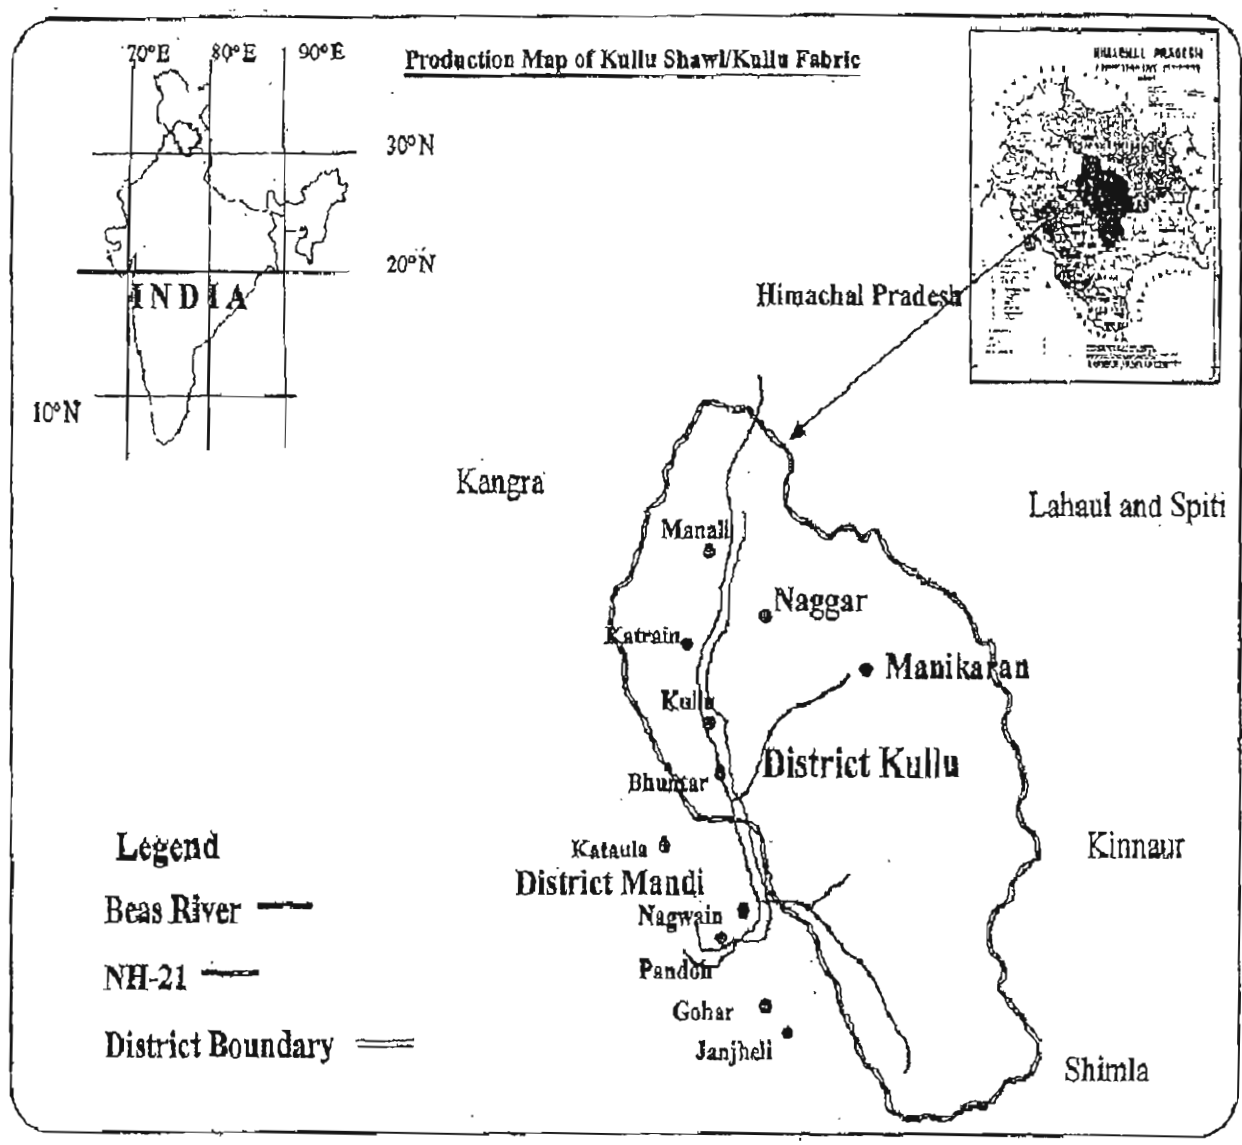 70°E 80°E 90°E
Production Map of Kullu Shawl/Kullu Fabric
HIMACHAL PRADESH
30°N
20°N
INDIA
10°N
Himachal Pradesh
Kangra
Lahaul and Spiti
Manali
Naggar
Katrain
Manikaran
Kullu
District Kullu
Bhuntar
Kataula
Kinnaur
District Mandi
Nagwain
Pandoh
Gohar
Janjheli
Shimla
Legend
Beas River
NH-21
District Boundary